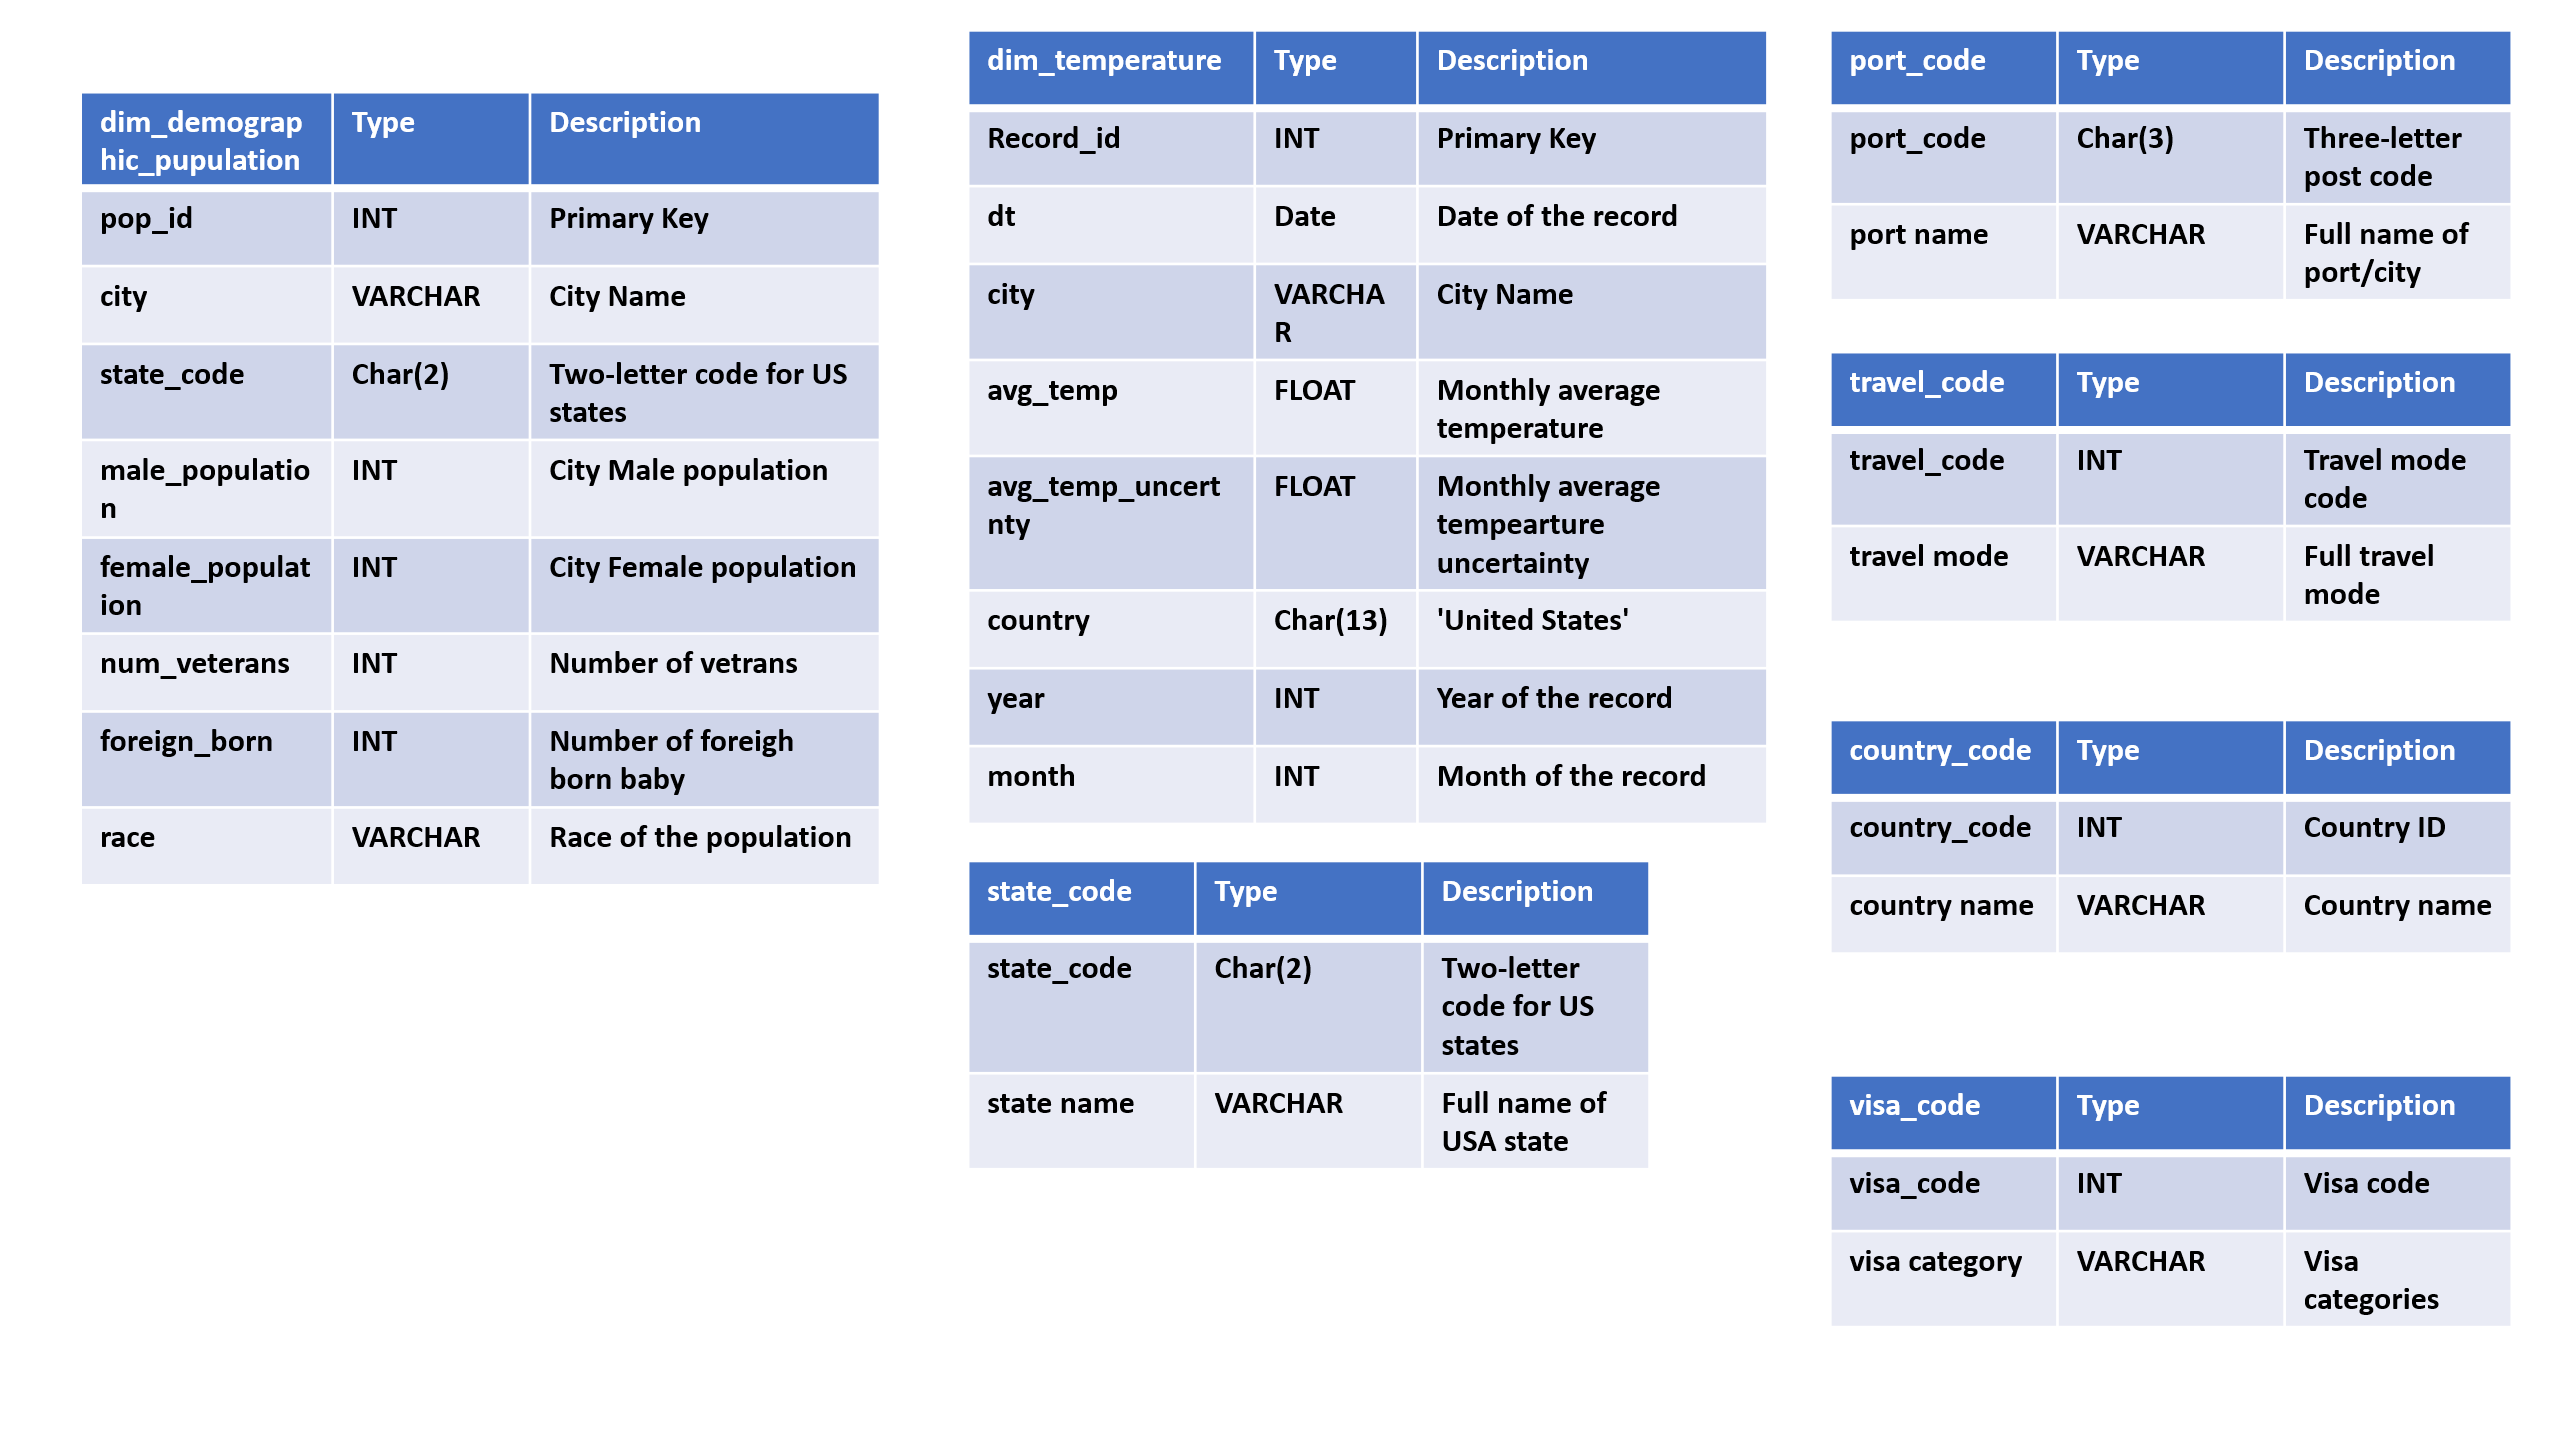 dim_demograp
hic_pupulation
Type
Description
pop_id
INT
Primary Key
city
VARCHAR
City Name
state_code
Char(2)
Two-letter code for US
states
male_populatio
n
INT
City Male population
female_populat
ion
INT
City Female population
num_veterans
INT
Number of vetrans
foreign_born
INT
Number of foreigh
born baby
race
VARCHAR
Race of the population
dim_temperature
Type
Description
Record_id
INT
Primary Key
dt
Date
Date of the record
city
VARCHA
R
City Name
avg_temp
FLOAT
Monthly average
temperature
avg_temp_uncert
nty
FLOAT
Monthly average
tempearture
uncertainty
country
Char(13)
'United States'
year
INT
Year of the record
month
INT
Month of the record
state_code
Type
Description
state_code
Char(2)
Two-letter
code for US
states
state name
VARCHAR
Full name of
USA state
port_code
Type
Description
port_code
Char(3)
Three-letter
post code
port name
VARCHAR
Full name of
port/city
travel_code
Type
Description
travel_code
INT
Travel mode
code
travel mode
VARCHAR
Full travel
mode
country_code
Type
Description
country_code
INT
Country ID
country name
VARCHAR
Country name
visa_code
Type
Description
visa_code
INT
Visa code
visa category
VARCHAR
Visa
categories